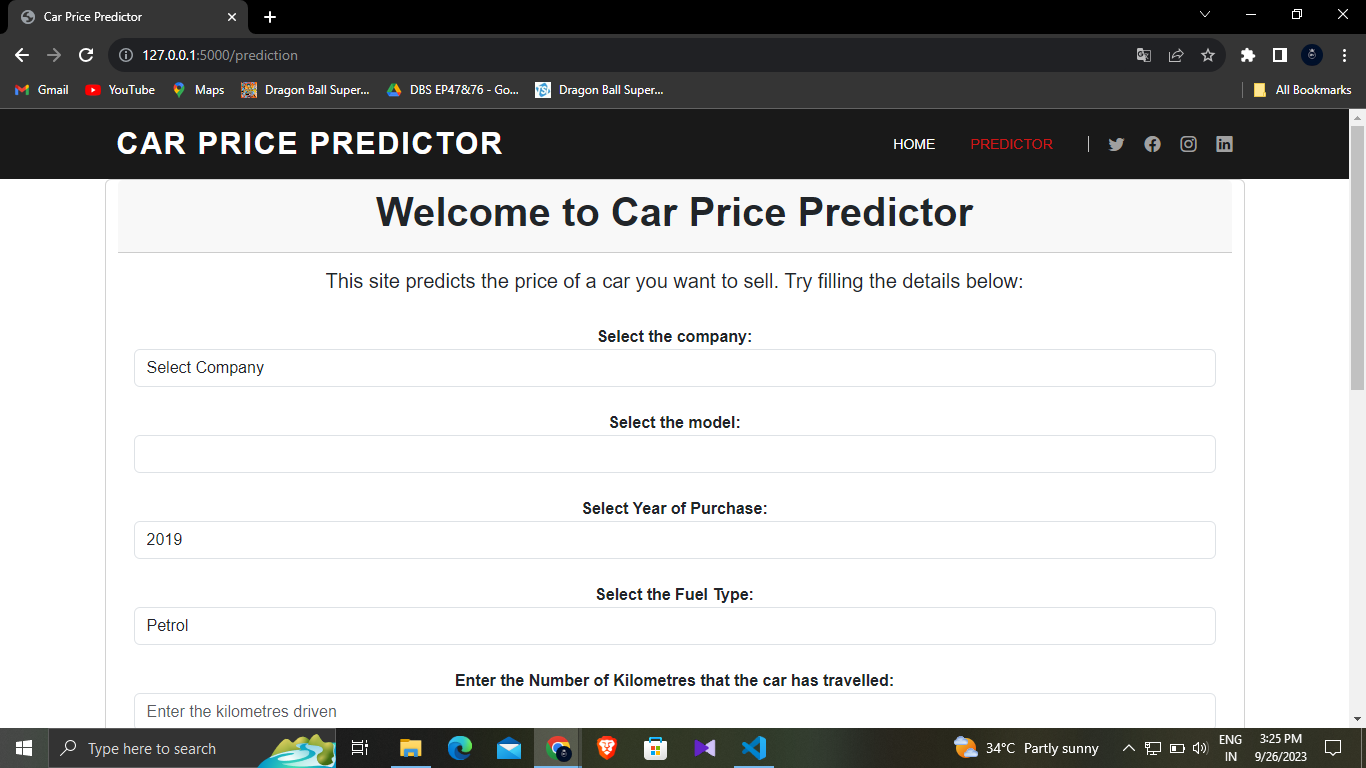 Car Price Predictor
127.0.0.1:5000/prediction
Gmail
YouTube
Maps
Dragon Ball Super...
DBS EP47&76 - Go...
Dragon Ball Super...
All Bookmarks
CAR PRICE PREDICTOR
HOME
PREDICTOR
Welcome to Car Price Predictor
This site predicts the price of a car you want to sell. Try filling the details below:
Select the company:
Select Company
Select the model:
Select Year of Purchase:
2019
Select the Fuel Type:
Petrol
Enter the Number of Kilometres that the car has travelled:
Enter the kilometres driven
Type here to search
34°C Partly sunny
ENG
IN
3:25 PM
9/26/2023